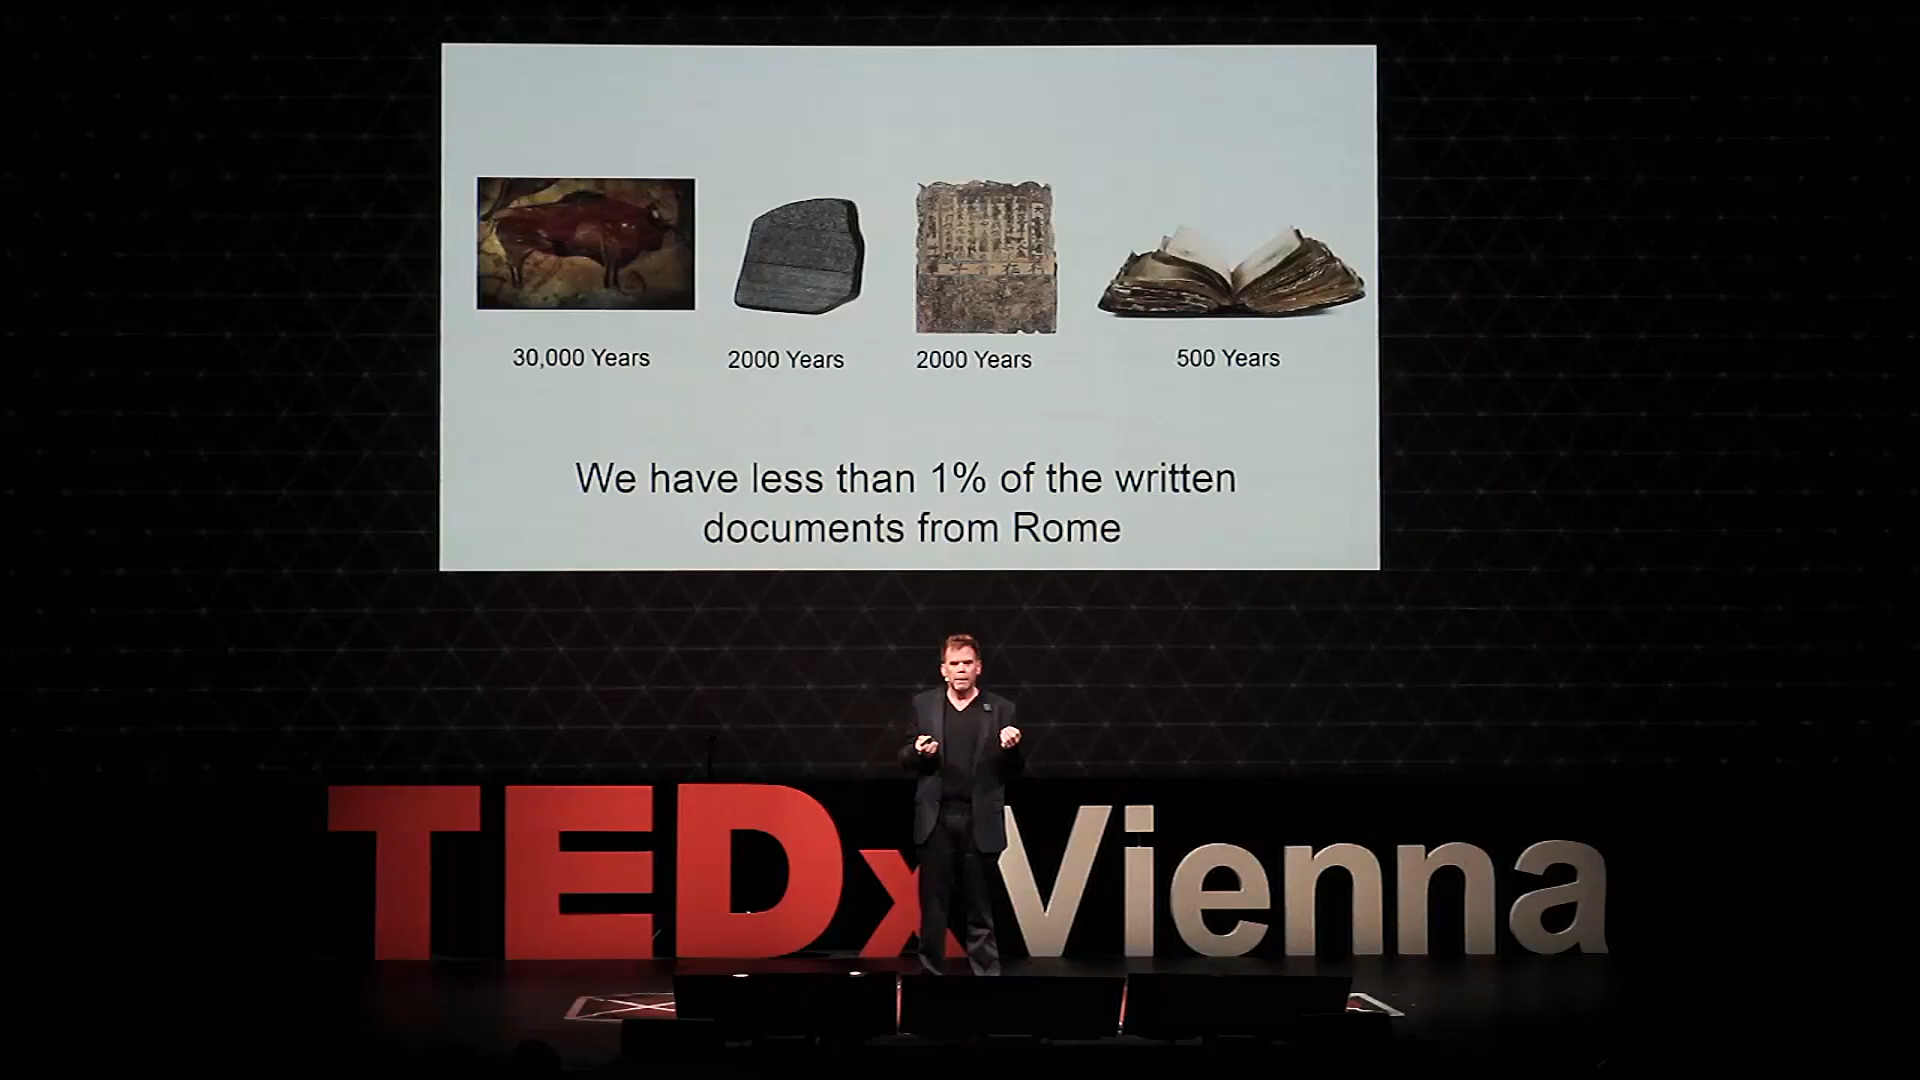 30,000 Years
2000 Years
2000 Years
500 Years
We have less than 1% of the written
documents from Rome
TEDxVienna